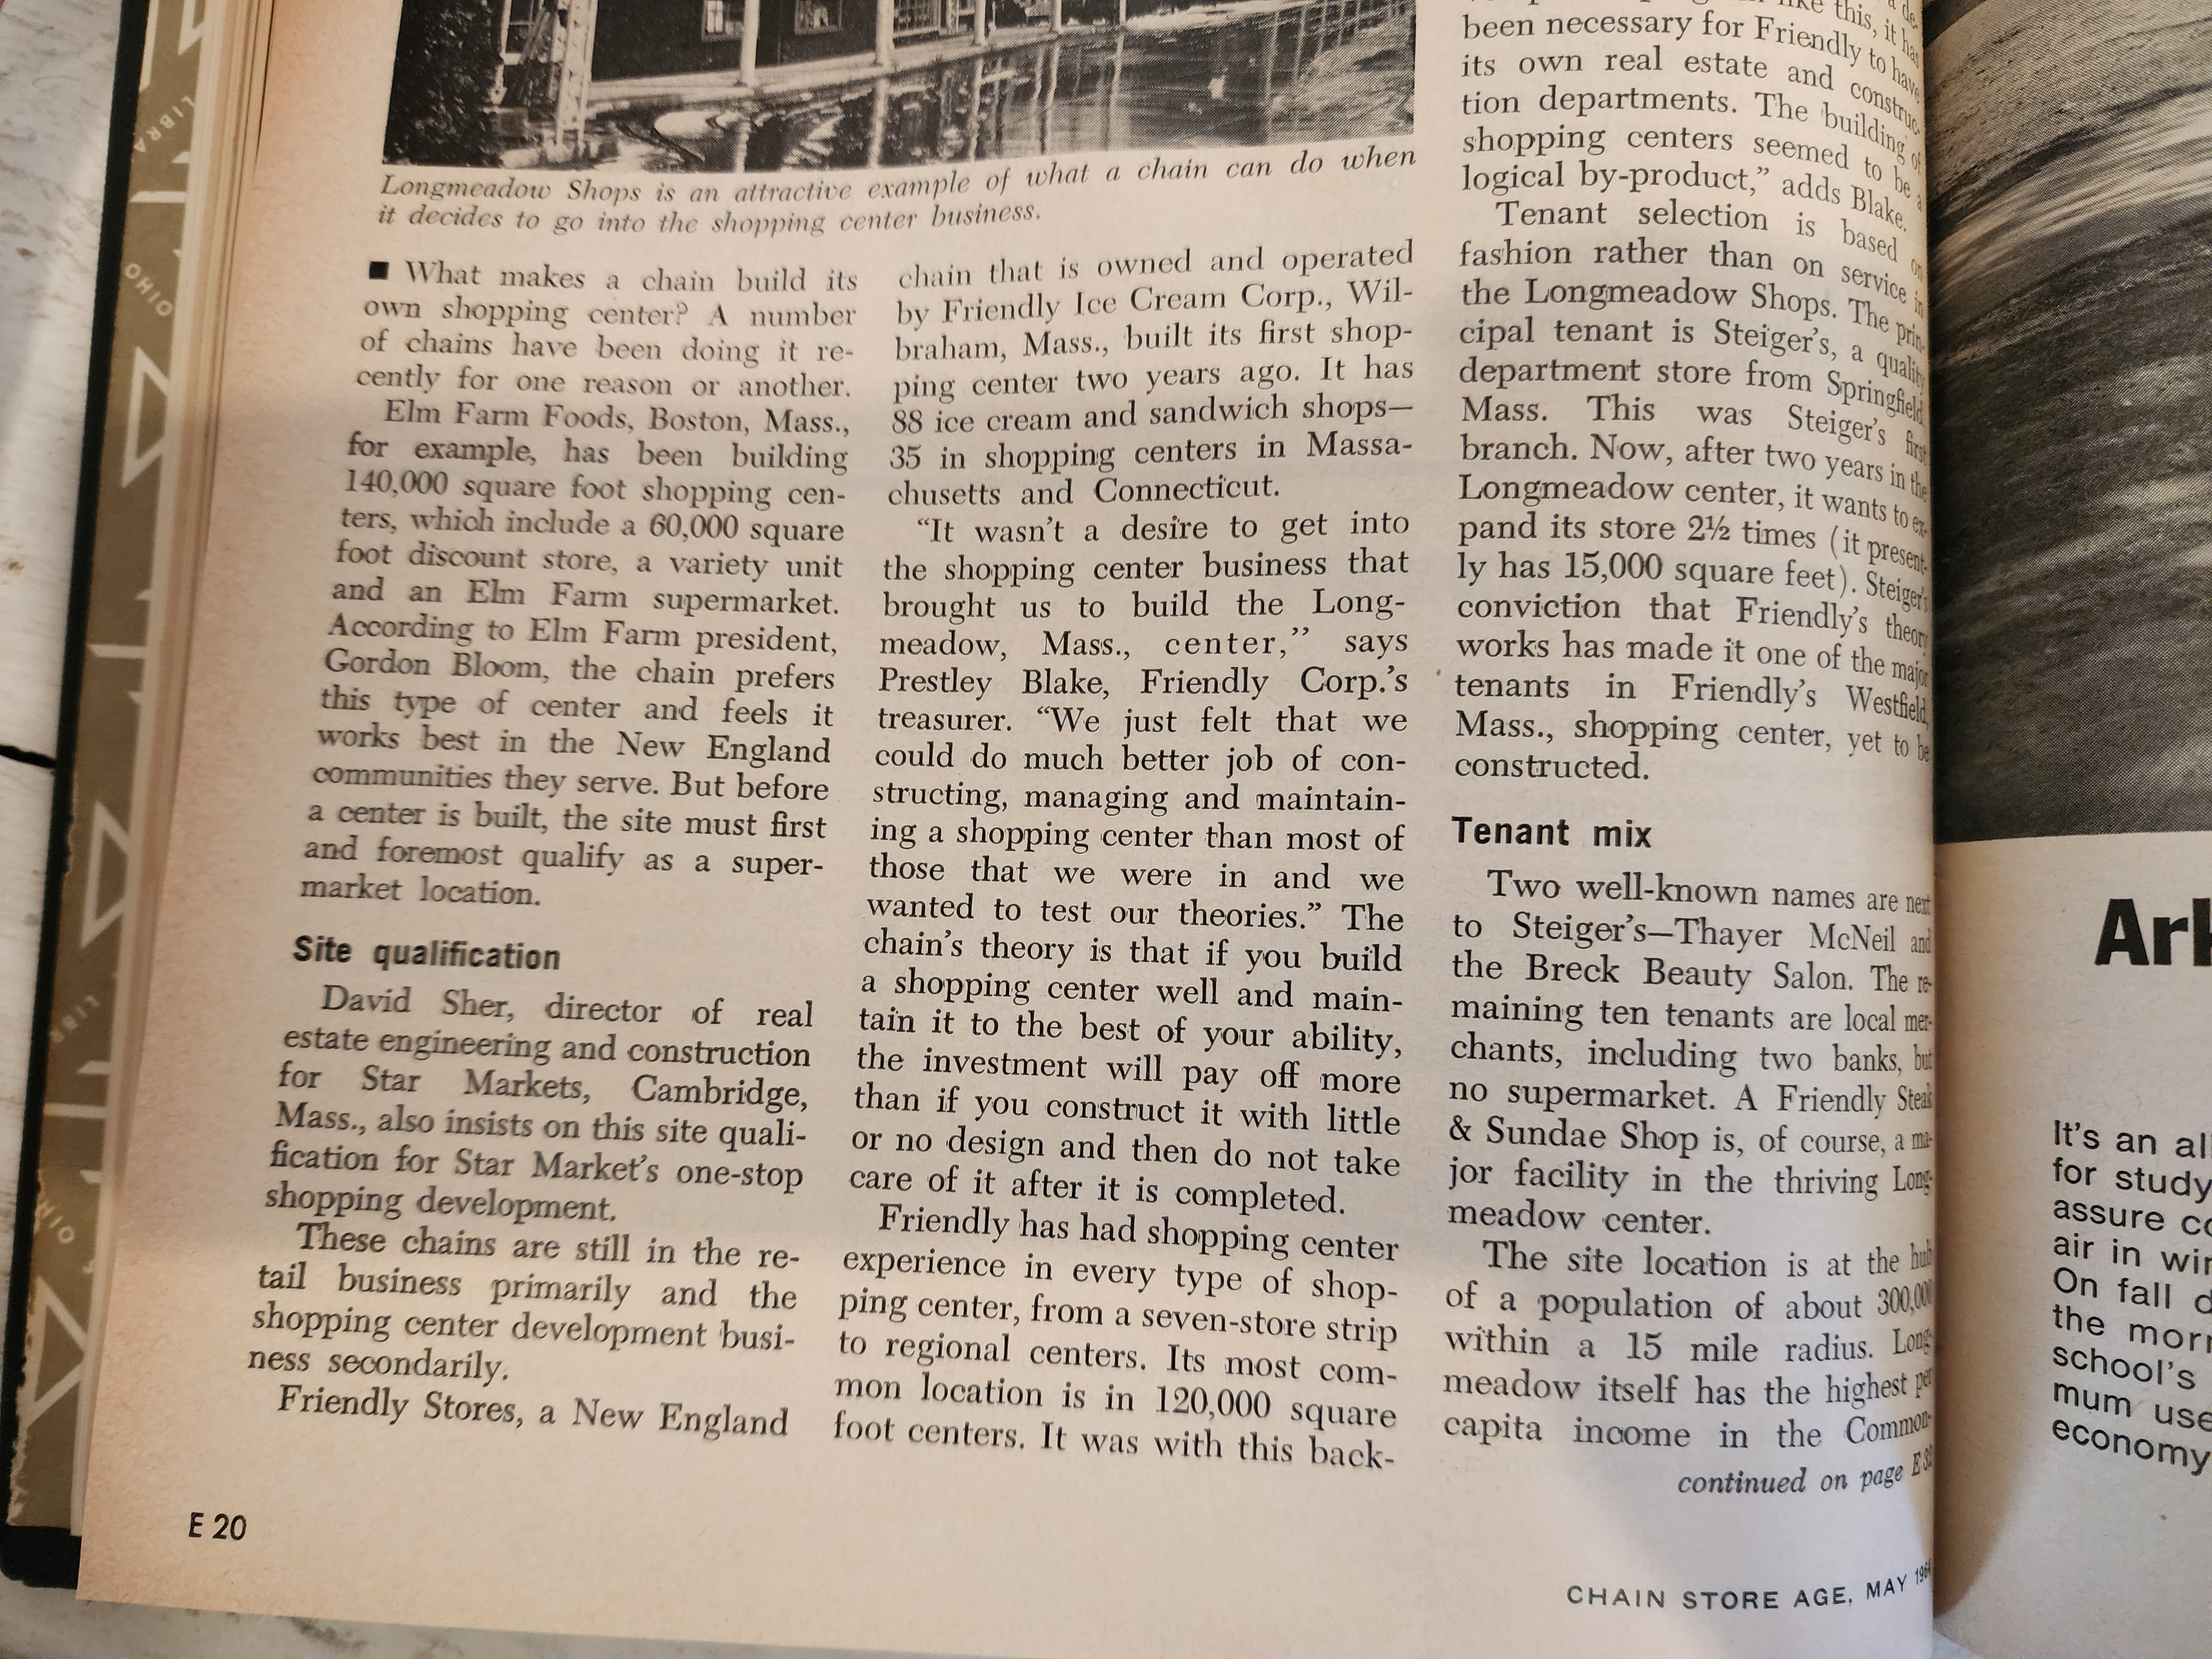 Longmeadow Shops is an attractive example of what a chain can do when
it decides to go into the shopping center business.
■ What makes a chain build its
own shopping center? A number
of chains have been doing it re-
cently for one reason or another.
Elm Farm Foods, Boston, Mass.,
for example, has been building
140,000 square foot shopping cen-
ters, which include a 60,000 square
foot discount store, a variety unit
and an Elm Farm supermarket.
According to Elm Farm president,
Gordon Bloom, the chain prefers
this type of center and feels it
works best in the New England
communities they serve. But before
a center is built, the site must first
and foremost qualify as a super-
market location.
Site qualification
David Sher, director of real
estate engineering and construction
for Star Markets, Cambridge,
Mass., also insists on this site quali-
fication for Star Market's one-stop
shopping development.
These chains are still in the re-
tail business primarily and the
shopping center development busi-
ness secondarily.
Friendly Stores, a New England
chain that is owned and operated
by Friendly Ice Cream Corp., Wil-
braham, Mass., built its first shop-
ping center two years ago. It has
88 ice cream and sandwich shops—
35 in shopping centers in Massa-
chusetts and Connecticut.
"It wasn't a desire to get into
the shopping center business that
brought us to build the Long-
meadow, Mass., center," says
Prestley Blake, Friendly Corp.'s
treasurer. "We just felt that we
could do much better job of con-
structing, managing and maintain-
ing a shopping center than most of
those that we were in and we
wanted to test our theories." The
chain's theory is that if you build
a shopping center well and main-
tain it to the best of your ability,
the investment will pay off more
than if you construct it with little
or no design and then do not take
care of it after it is completed.
Friendly has had shopping center
experience in every type of shop-
ping center, from a seven-store strip
to regional centers. Its most com-
mon location is in 120,000 square
foot centers. It was with this back-
like this, it has
been necessary for Friendly to have
its own real estate and construc-
tion departments. The building of
shopping centers seemed to be a
logical by-product," adds Blake.
Tenant selection is based on
fashion rather than on service in
the Longmeadow Shops. The prin-
cipal tenant is Steiger's, a quality
department store from Springfield,
Mass. This was Steiger's first
branch. Now, after two years in the
Longmeadow center, it wants to ex-
pand its store 2½ times (it present-
ly has 15,000 square feet). Steiger's
conviction that Friendly's theory
works has made it one of the major
tenants in Friendly's Westfield,
Mass., shopping center, yet to be
constructed.
Tenant mix
Two well-known names are next
to Steiger's—Thayer McNeil and
the Breck Beauty Salon. The re-
maining ten tenants are local mer-
chants, including two banks, but
no supermarket. A Friendly Steak
& Sundae Shop is, of course, a ma-
jor facility in the thriving Long-
meadow center.
The site location is at the hub
of a population of about 300,000
within a 15 mile radius. Long-
meadow itself has the highest per
capita income in the Common-
continued on page
E 20
CHAIN STORE AGE, MAY
Ark
It's an all
for study
assure co
air in win
On fall d
the morn
school's
mum use
economy
LIBRA
OHIO
LIBR
OHIO